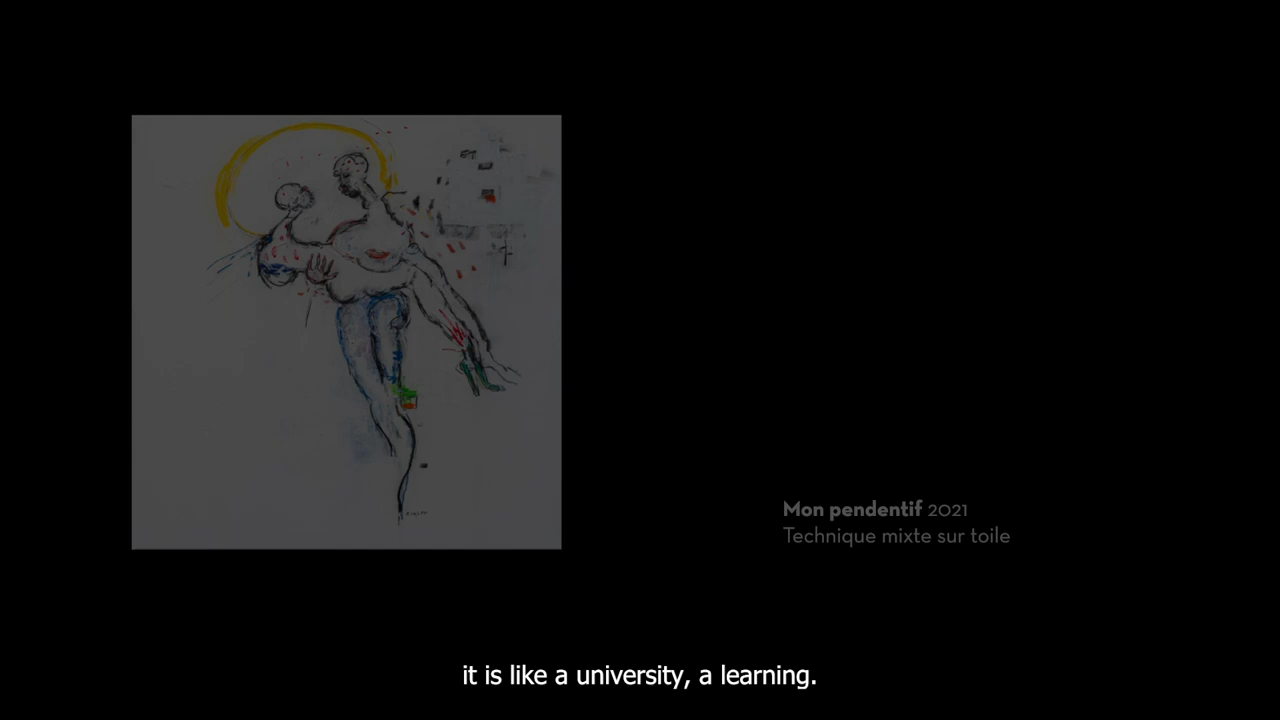 Mon pendentif 2021
Technique mixte sur toile
it is like a university, a learning.